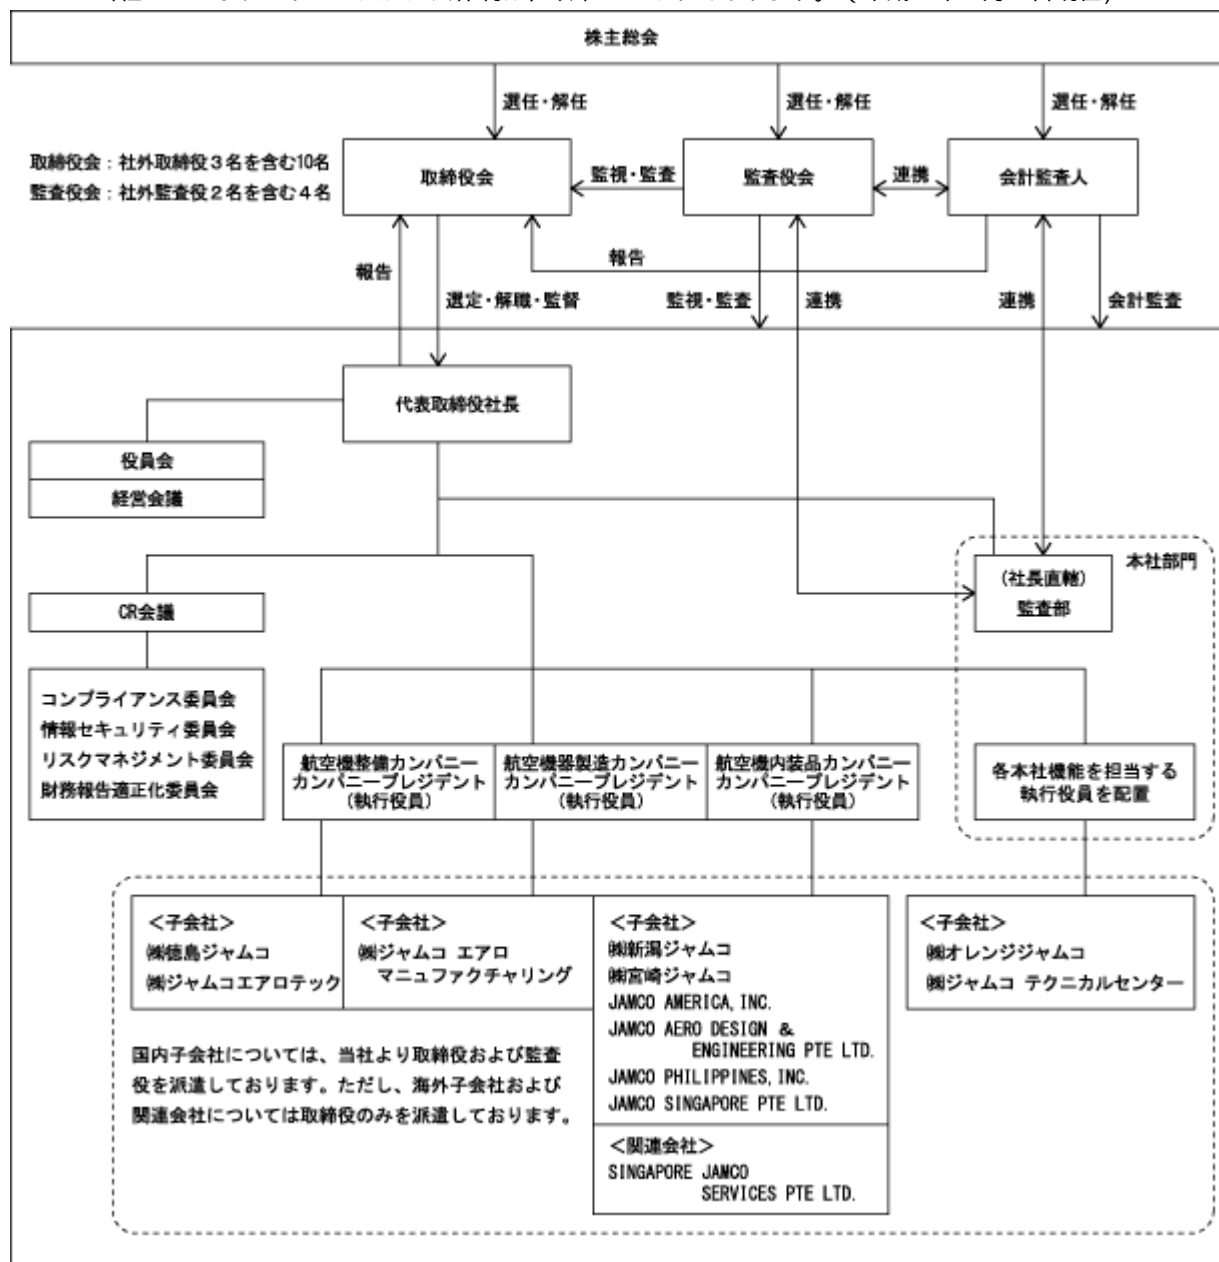 株主総会
選任・解任
選任・解任
選任・解任
取締役会：社外取締役３名を含む10名
監査役会：社外監査役２名を含む４名
取締役会
監視・監査
監査役会
連携
会計監査人
報告
報告
選定・解職・監督
監視・監査
連携
連携
会計監査
代表取締役社長
役員会
経営会議
本社部門
(社長直轄)
監査部
CR会議
コンプライアンス委員会
情報セキュリティ委員会
リスクマネジメント委員会
財務報告適正化委員会
航空機整備カンパニー
カンパニープレジデント
(執行役員)
航空機器製造カンパニー
カンパニープレジデント
(執行役員)
航空機内装品カンパニー
カンパニープレジデント
(執行役員)
各本社機能を担当する
執行役員を配置
＜子会社＞
㈱徳島ジャムコ
㈱ジャムコエアロテック
＜子会社＞
㈱ジャムコ エアロ
マニュファクチャリング
＜子会社＞
㈱新潟ジャムコ
㈱宮崎ジャムコ
JAMCO AMERICA, INC.
JAMCO AERO DESIGN ＆
ENGINEERING PTE LTD.
JAMCO PHILIPPINES, INC.
JAMCO SINGAPORE PTE LTD.
＜関連会社＞
SINGAPORE JAMCO
SERVICES PTE LTD.
＜子会社＞
㈱オレンジジャムコ
㈱ジャムコ テクニカルセンター
国内子会社については、当社より取締役および監査
役を派遣しております。ただし、海外子会社および
関連会社については取締役のみを派遣しております。